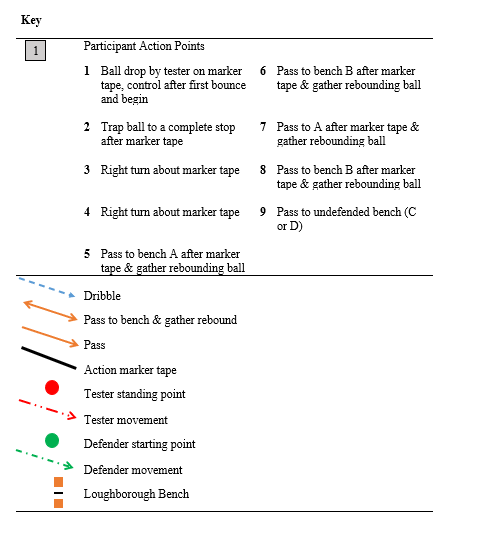 Key
1
Participant Action Points
1 Ball drop by tester on marker
tape, control after first bounce
and begin
2 Trap ball to a complete stop
after marker tape
3 Right turn about marker tape
4 Right turn about marker tape
5 Pass to bench A after marker
tape & gather rebounding ball
6 Pass to bench B after marker
tape & gather rebounding ball
7 Pass to A after marker tape &
gather rebounding ball
8 Pass to bench B after marker
tape & gather rebounding ball
9 Pass to undefended bench (C
or D)
Dribble
Pass to bench & gather rebound
Pass
Action marker tape
Tester standing point
Tester movement
Defender starting point
Defender movement
Loughborough Bench